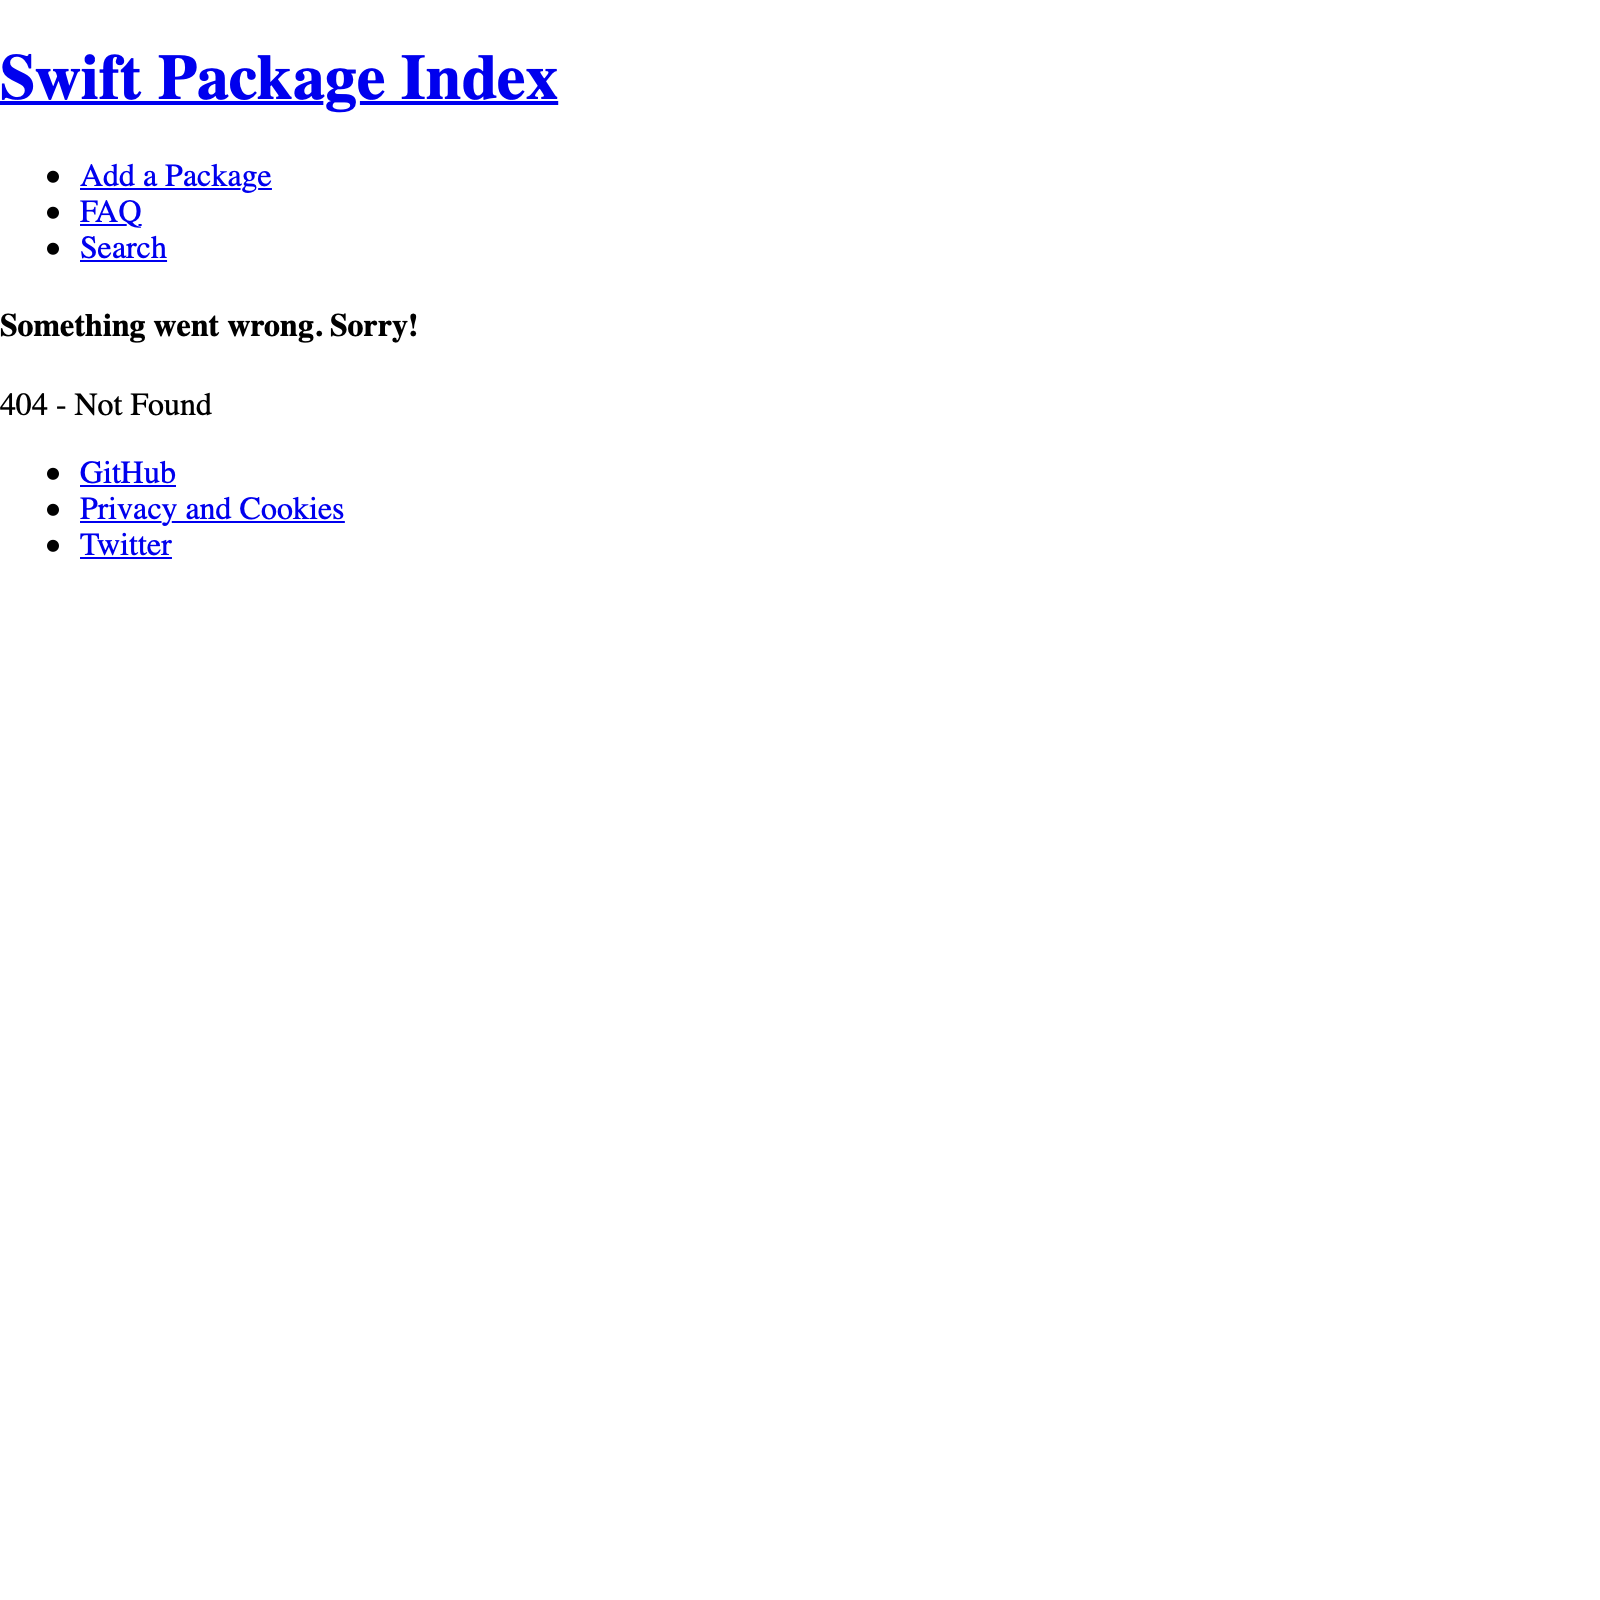 Swift Package Index
Add a Package
FAQ
Search
Something went wrong. Sorry!
404 - Not Found
GitHub
Privacy and Cookies
Twitter